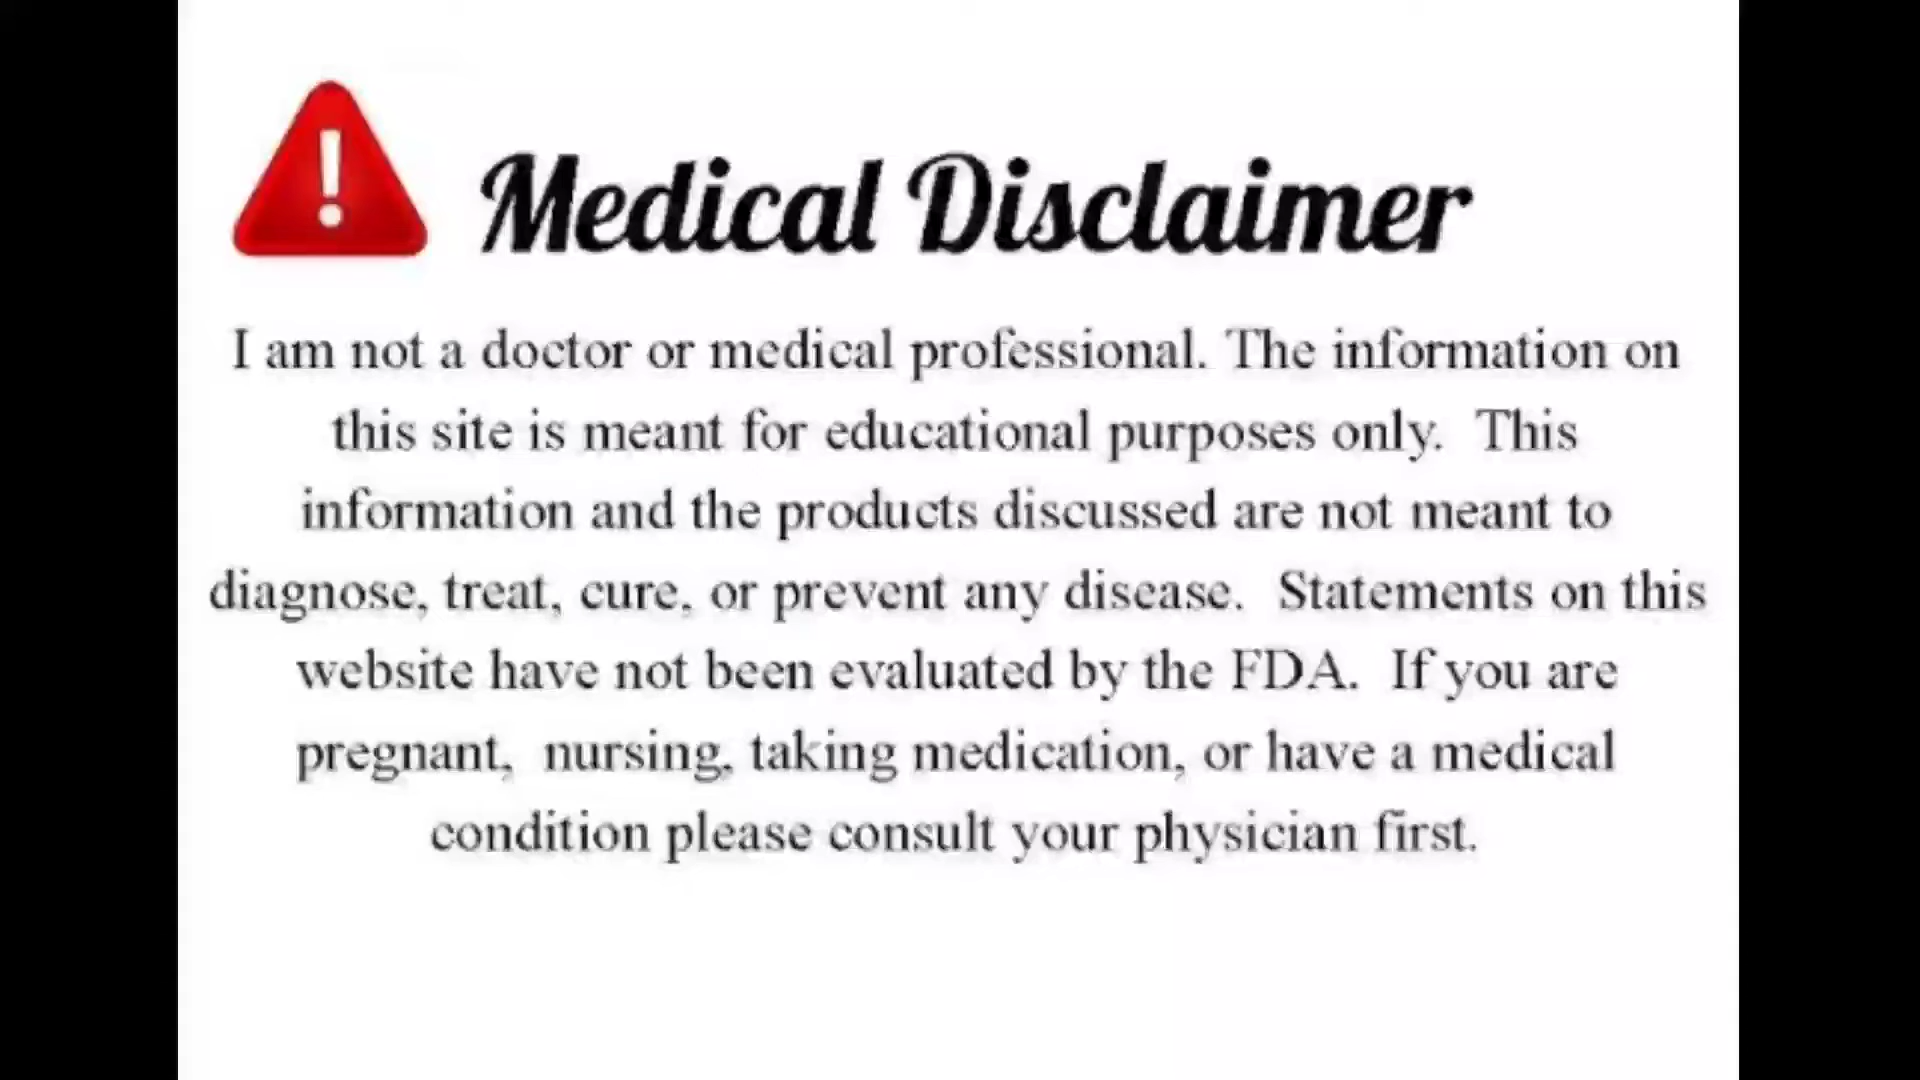 Medical Disclaimer
I am not a doctor or medical professional. The information on
this site is meant for educational purposes only. This
information and the products discussed are not meant to
diagnose, treat, cure, or prevent any disease. Statements on this
website have not been evaluated by the FDA. If you are
pregnant, nursing, taking medication, or have a medical
condition please consult your physician first.